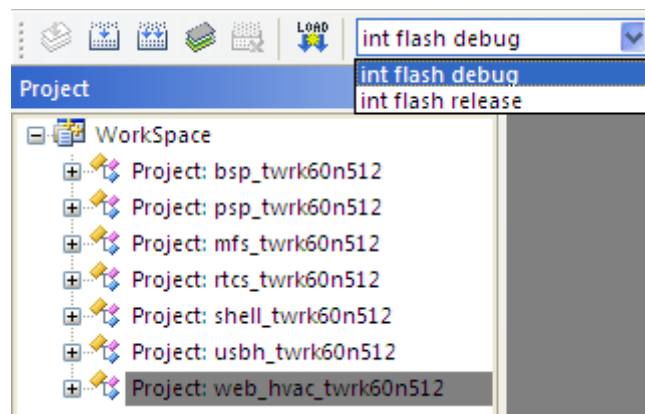 LOAD
int flash debug
int flash debug
int flash release
Project
WorkSpace
Project: bsp_twrk60n512
Project: psp_twrk60n512
Project: mfs_twrk60n512
Project: rtcs_twrk60n512
Project: shell_twrk60n512
Project: usbh_twrk60n512
Project: web_hvac_twrk60n512